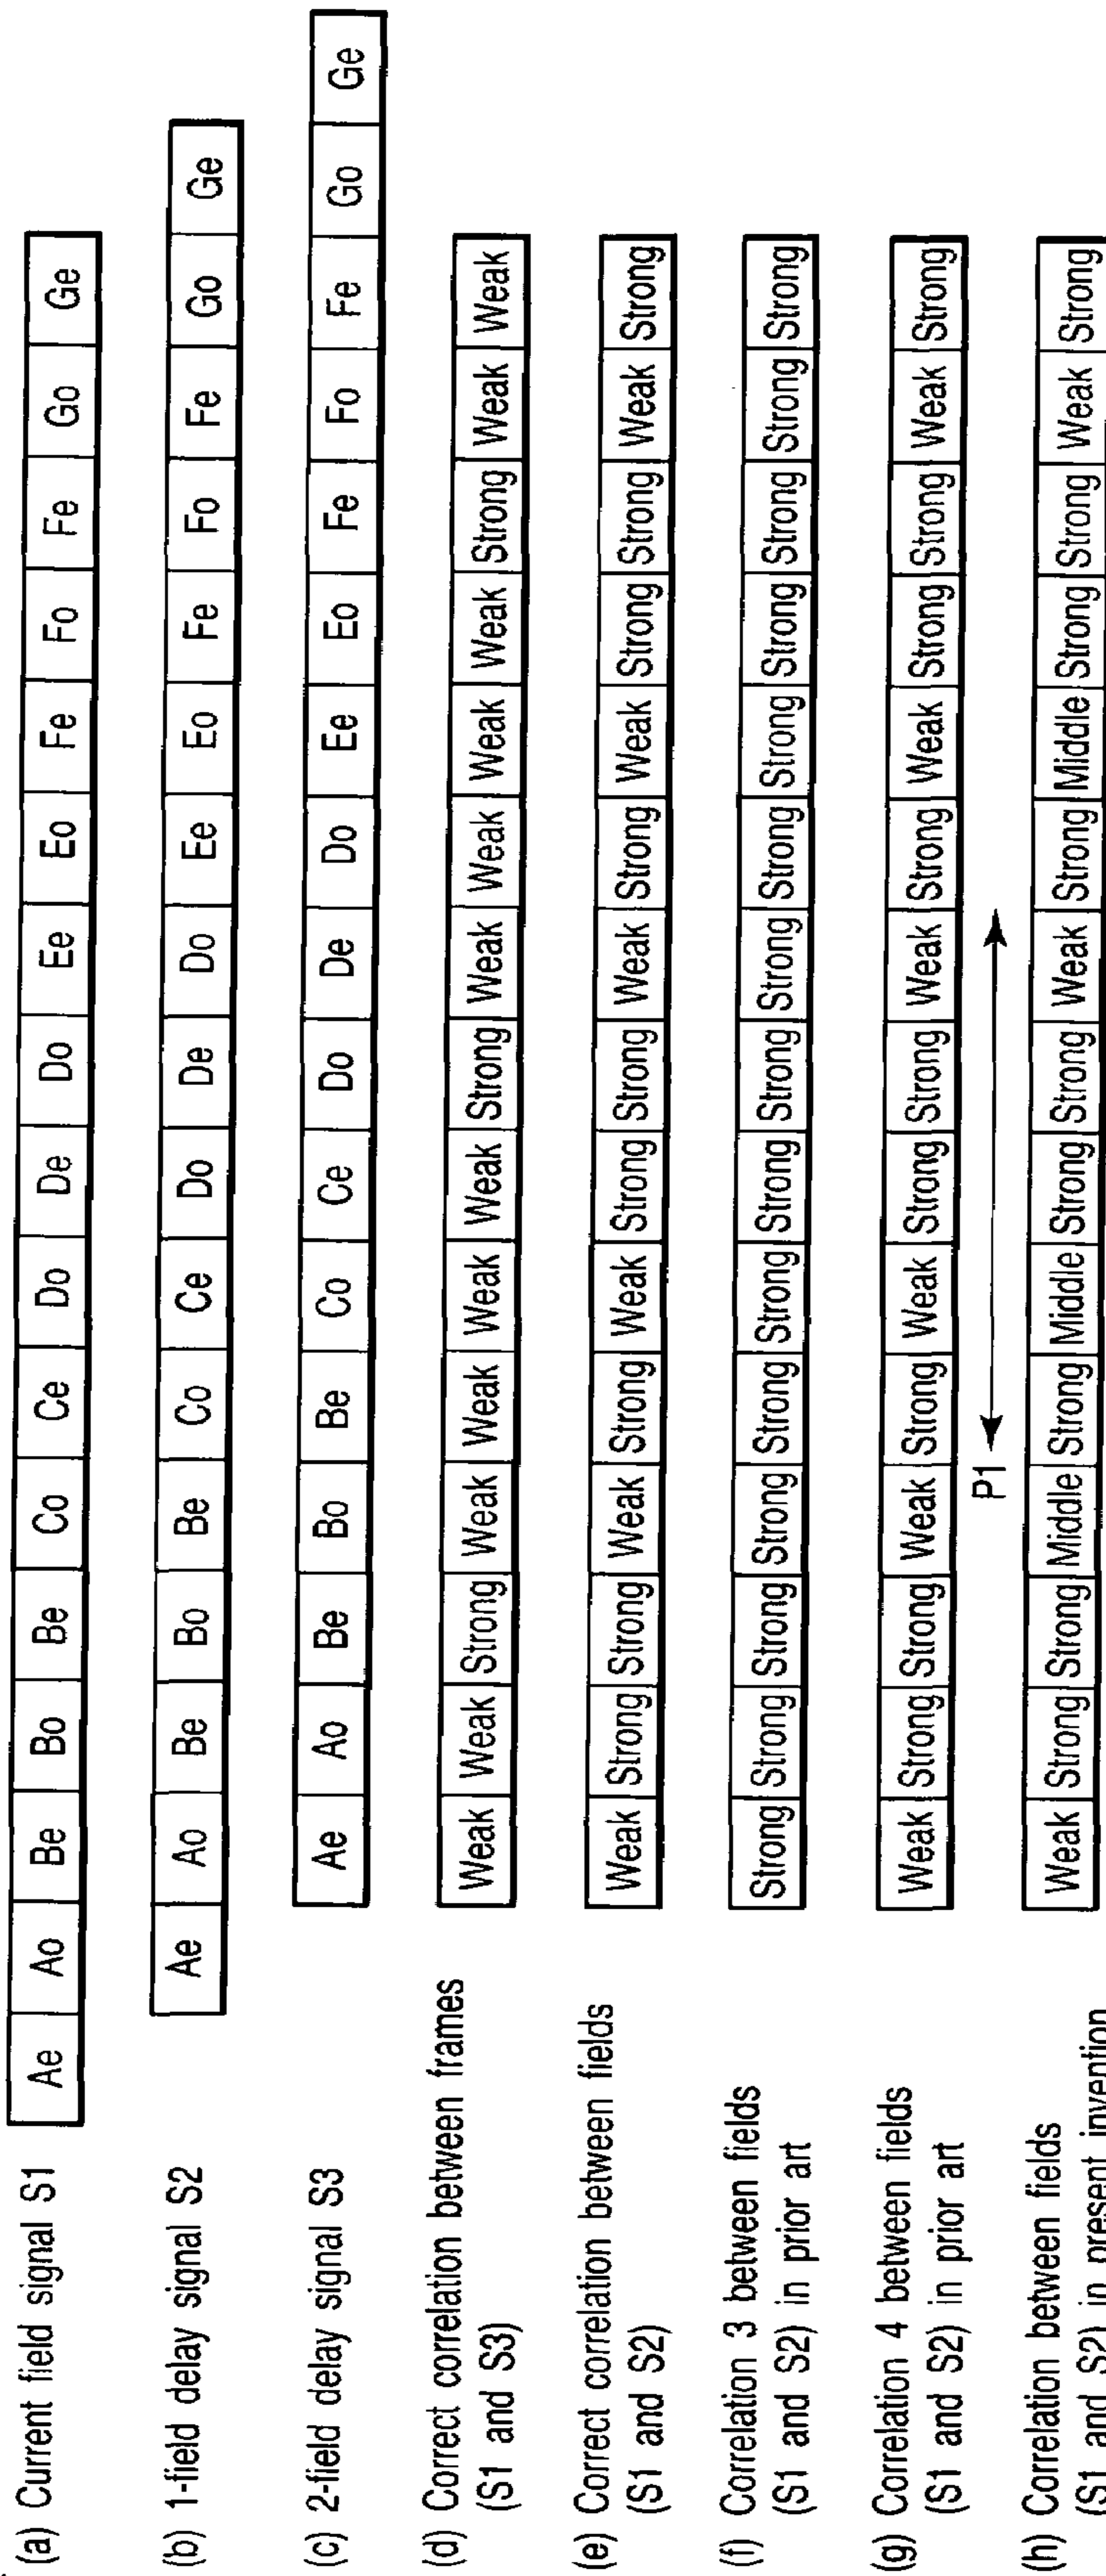 (a) Current field signal S1 Ae Ao Be Bo Be Co Ce Do De Do Ee Eo Fe Fo Fe Go Ge
(b) 1-field delay signal S2 Ae Ao Be Bo Be Co Ce Do De Do Ee Eo Fe Fo Fe Go Ge
(c) 2-field delay signal S3 Ae Ao Be Bo Be Co Ce Do De Do Ee Eo Fe Fo Fe Go Ge
(d) Correct correlation between frames Weak Weak Strong Weak Weak Weak Weak Strong Weak Weak Weak Weak Strong Weak Weak
(S1 and S3)
(e) Correct correlation between fields Weak Strong Strong Weak Strong Weak Strong Strong Weak Strong Weak Strong Strong Weak Strong
(S1 and S2)
(f) Correlation 3 between fields Strong Strong Strong Strong Strong Strong Strong Strong Strong Strong Strong Strong Strong Strong Strong
(S1 and S2) in prior art
(g) Correlation 4 between fields Weak Strong Strong Weak Strong Weak Strong Strong Weak Strong Weak Strong Strong Weak Strong
(S1 and S2) in prior art
P1
(h) Correlation between fields Weak Strong Strong Middle Strong Middle Strong Strong Weak Strong Middle Strong Strong Weak Strong
(S1 and S2) in present invention